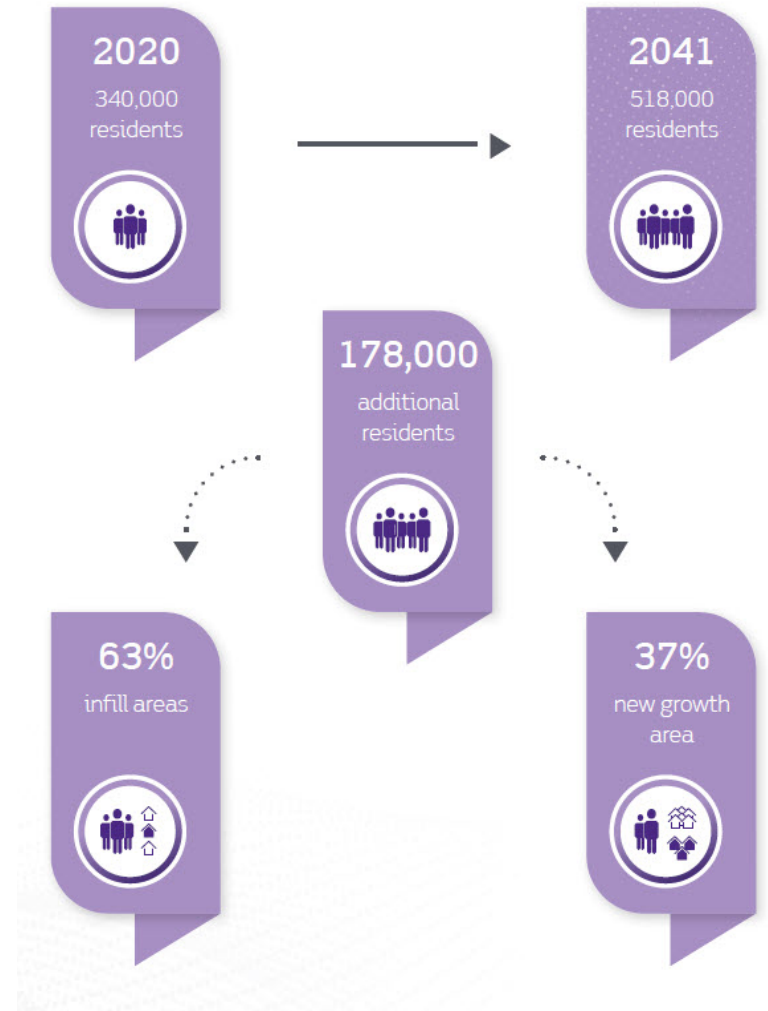 2020
340,000
residents
2041
518,000
residents
178,000
additional
residents
63%
infill areas
37%
new growth
area